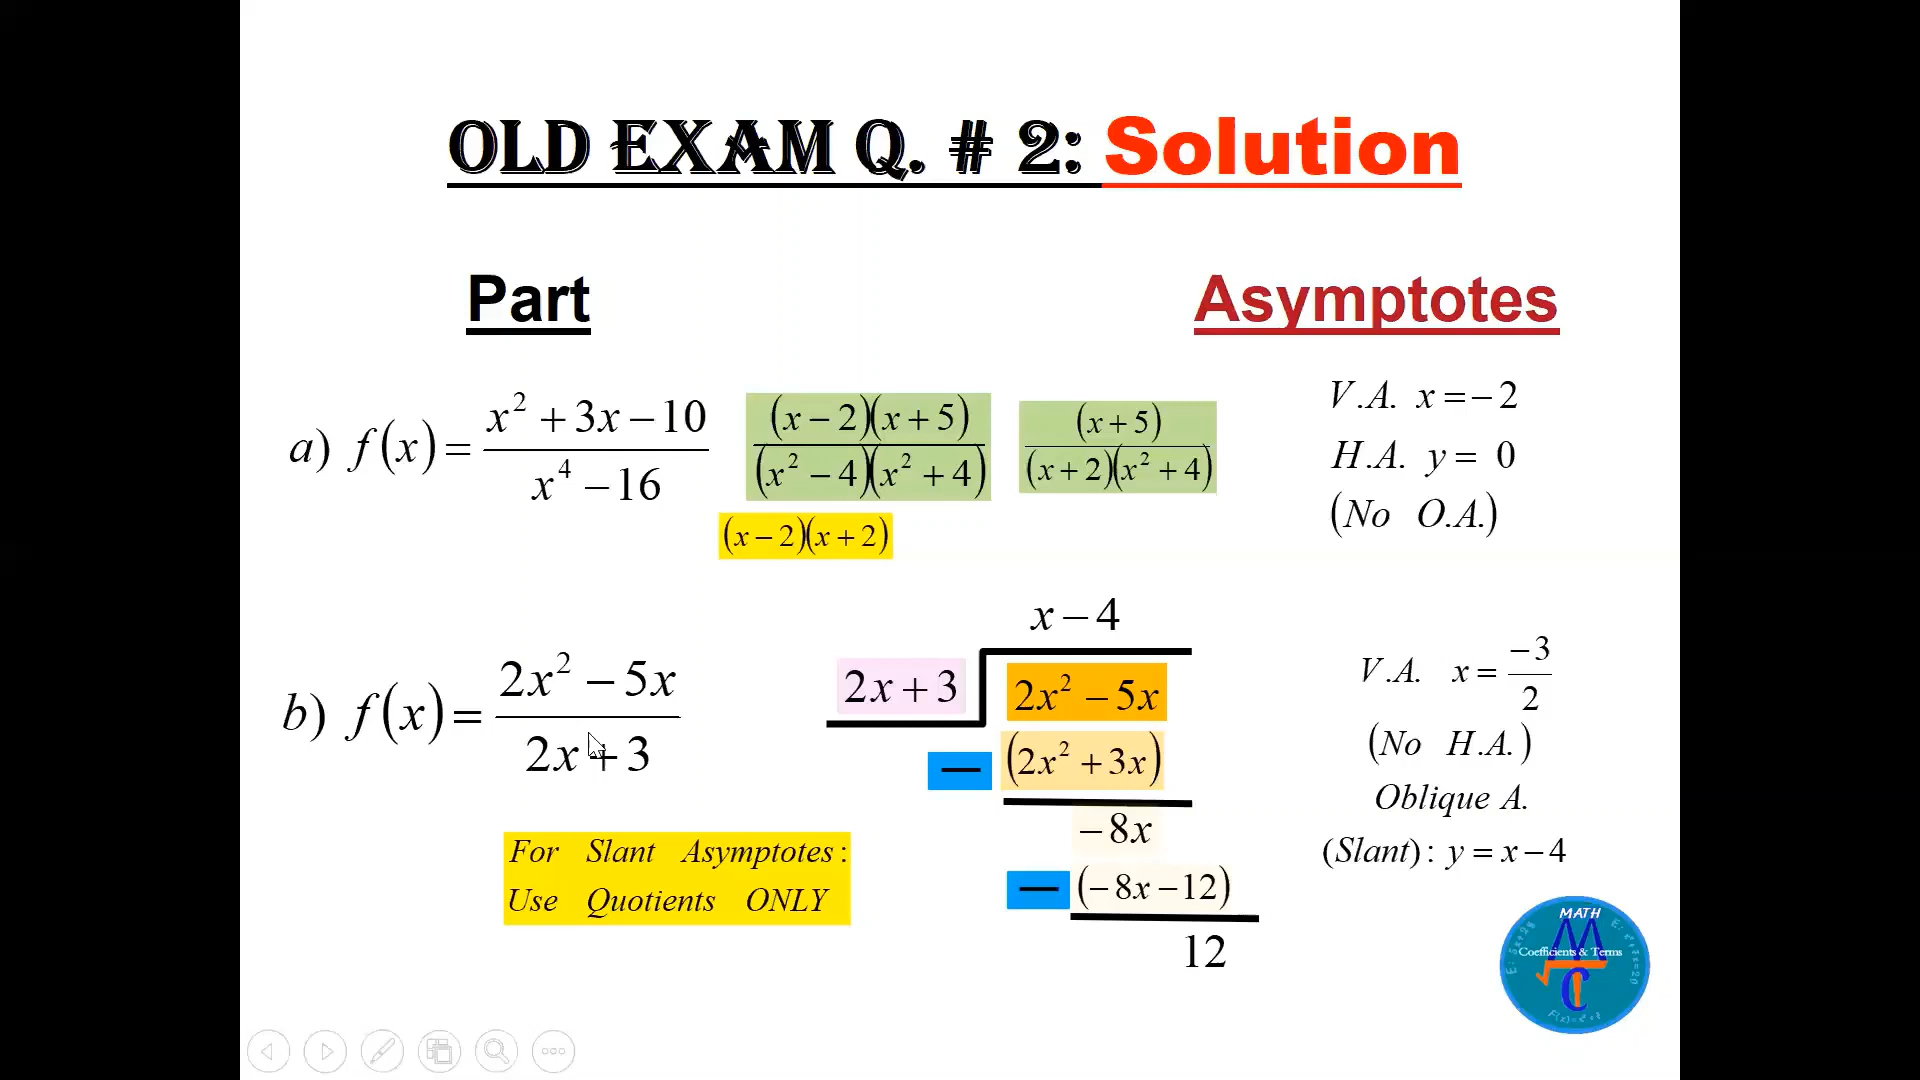 OLD EXAM Q. # 2: Solution
Part
Asymptotes
a) f(x) = (x² + 3x − 10)/(x⁴ − 16)
(x − 2)(x + 5)/(x² − 4)(x² + 4)
(x + 5)/(x + 2)(x² + 4)
(x − 2)(x + 2)
V.A. x = − 2
H.A. y = 0
(No O.A.)
b) f(x) = (2x² − 5x)/(2x + 3)
x − 4
2x + 3
2x² − 5x
− (2x² + 3x)
− 8x
− (− 8x − 12)
12
For Slant Asymptotes :
Use Quotients ONLY
V.A. x = −3/2
(No H.A.)
Oblique A.
(Slant) : y = x − 4
MATH
Coefficients & Terms